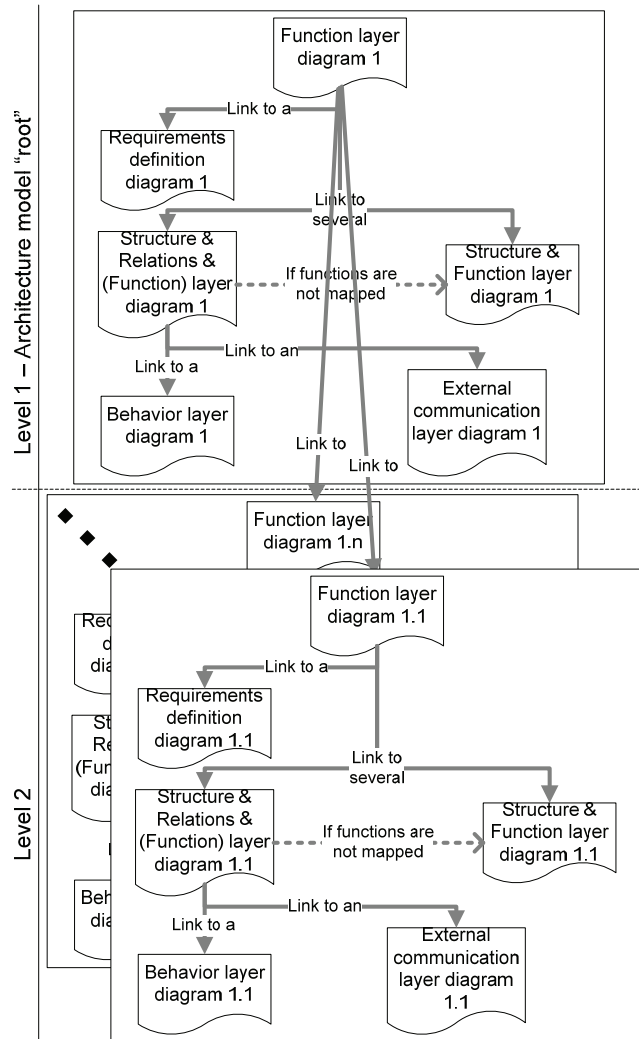 Level 1 – Architecture model “root”
Function layer
diagram 1
Link to a
Requirements
definition
diagram 1
Link to
several
Structure &
Relations &
(Function) layer
diagram 1
If functions are
not mapped
Structure &
Function layer
diagram 1
Link to an
Link to a
Behavior layer
diagram 1
External
communication
layer diagram 1
Link to
Link to
Level 2
Function layer
diagram 1.n
Function layer
diagram 1.1
Link to a
Requirements
definition
diagram 1.1
Link to
several
Structure &
Relations &
(Function) layer
diagram 1.1
If functions are
not mapped
Structure &
Function layer
diagram 1.1
Link to an
Link to a
Behavior layer
diagram 1.1
External
communication
layer diagram
1.1